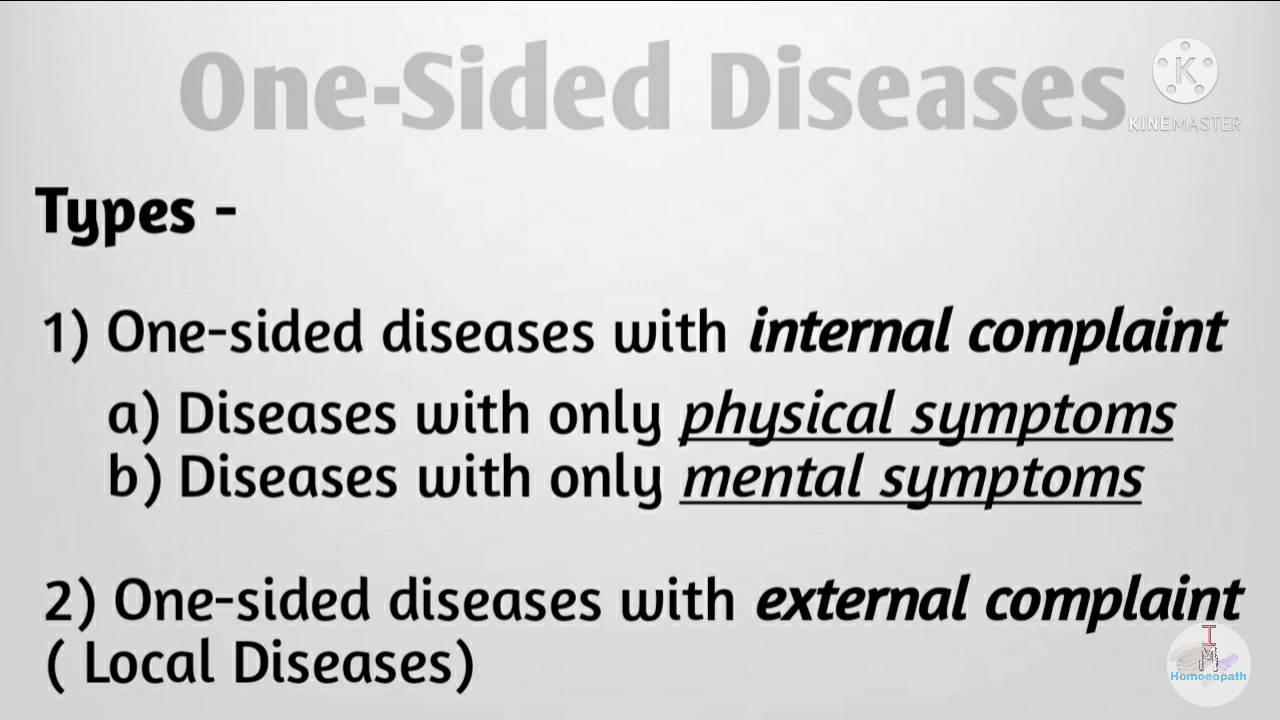 One-Sided Diseases
K
KINEMASTER
Types -
1) One-sided diseases with internal complaint
a) Diseases with only physical symptoms
b) Diseases with only mental symptoms
2) One-sided diseases with external complaint
( Local Diseases)
Homoeopath